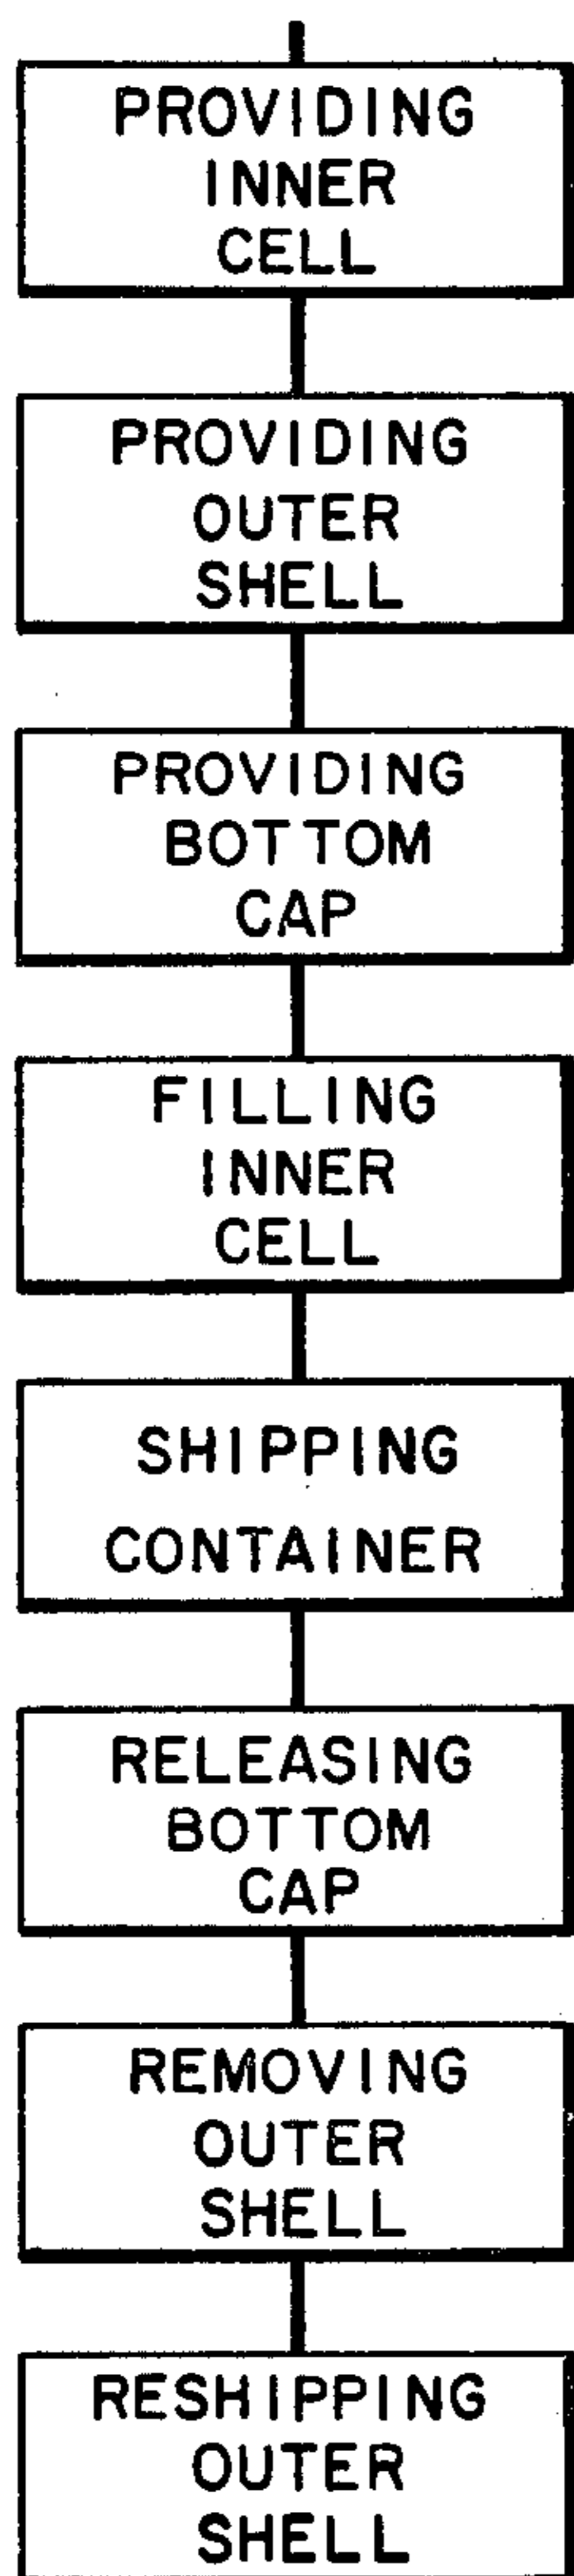 PROVIDING
INNER
CELL
PROVIDING
OUTER
SHELL
PROVIDING
BOTTOM
CAP
FILLING
INNER
CELL
SHIPPING
CONTAINER
RELEASING
BOTTOM
CAP
REMOVING
OUTER
SHELL
RESHIPPING
OUTER
SHELL